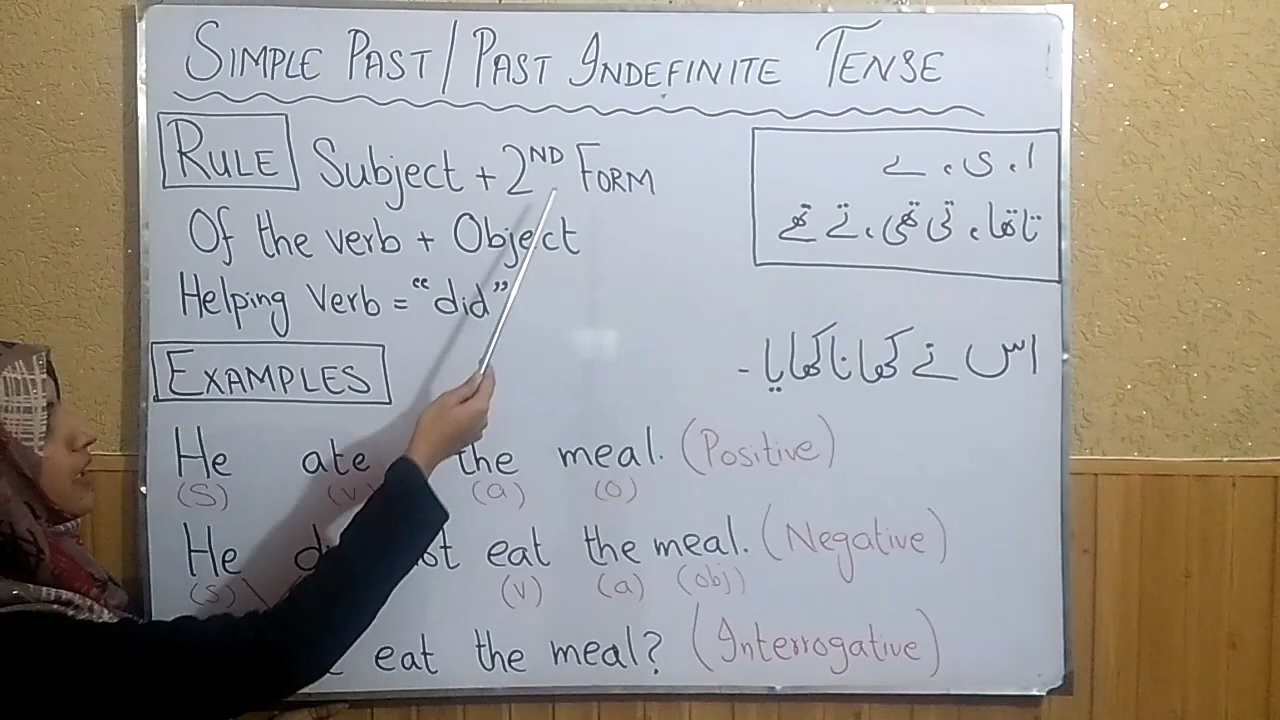 SIMPLE PAST / PAST INDEFINITE TENSE
RULE Subject + 2ND FORM
Of the verb + Object
Helping Verb = "did"
ا ، ی ، ے
تا تھا ، تی تھی ، تے تھے
EXAMPLES
اس نے کھانا کھایا -
He ate the meal. (Positive)
(S) (V) (a) (O)
He eat the meal. (Negative)
(S) (V) (a) (obj)
eat the meal? (Interrogative)